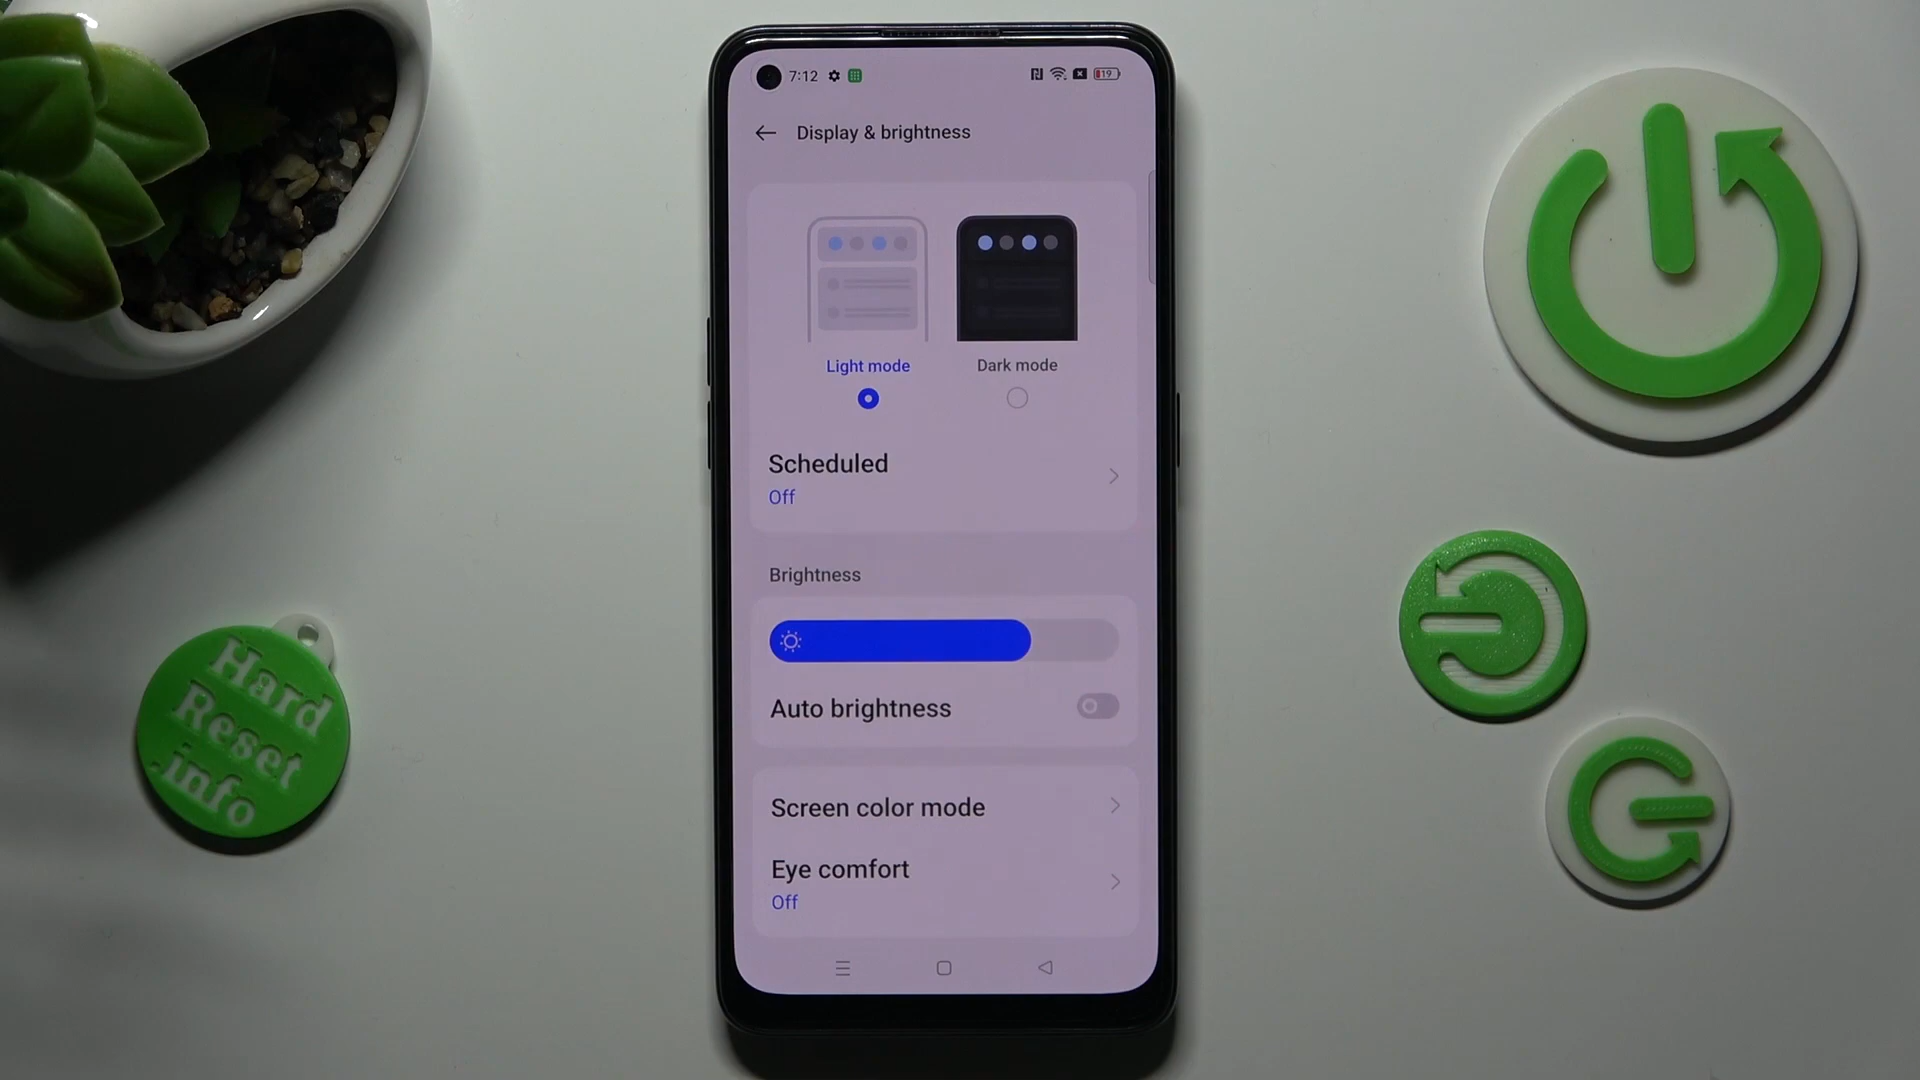 7:12
19
Display & brightness
Light mode
Dark mode
Scheduled
Off
Brightness
Auto brightness
Screen color mode
Eye comfort
Off
Hard
Reset
.info